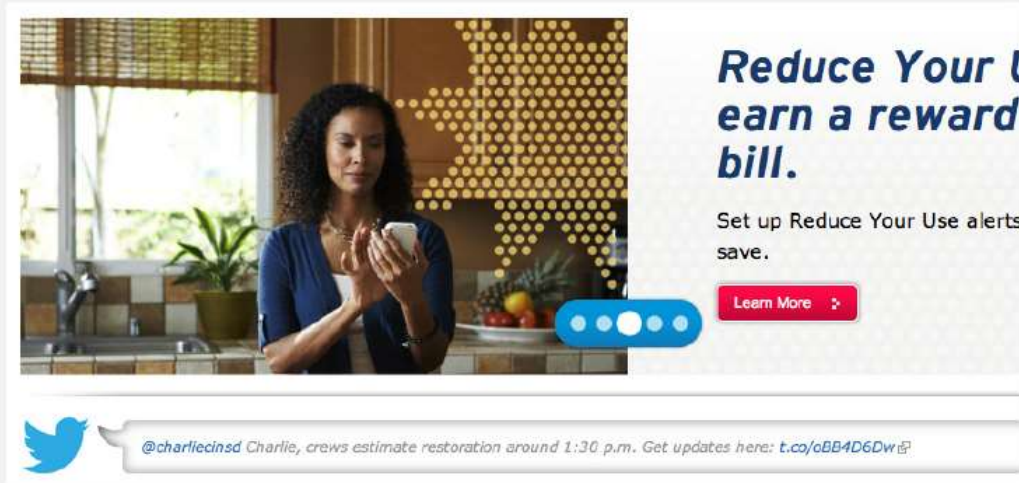 Reduce Your
earn a reward
bill.
Set up Reduce Your Use alerts
save.
Learn More
@charliecinsd Charlie, crews estimate restoration around 1:30 p.m. Get updates here: t.co/oBB4D6Dw